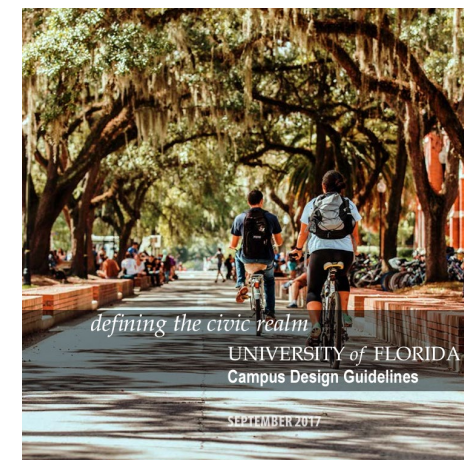 defining the civic realm
UNIVERSITY of FLORIDA
Campus Design Guidelines
SEPTEMBER 2017